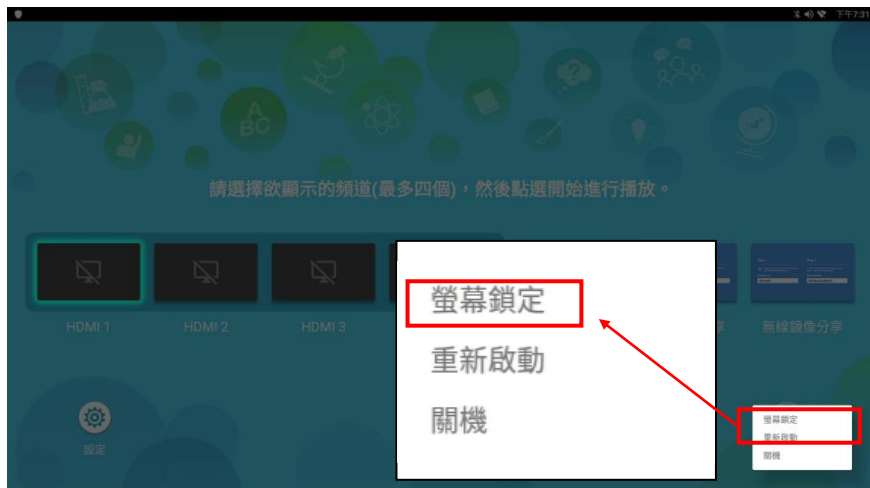 下午7:31
A
BC
請選擇欲顯示的頻道(最多四個)，然後點選開始進行播放。
HDMI 1
HDMI 2
HDMI 3
享
無線鏡像分享
螢幕鎖定
重新啟動
關機
設定
螢幕鎖定
重新啟動
關機